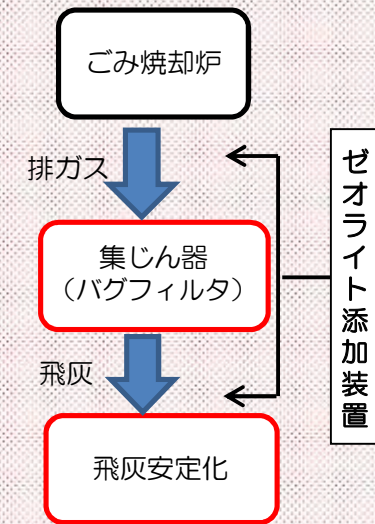 ごみ焼却炉
排ガス
集じん器
（バグフィルタ）
飛灰
飛灰安定化
ゼオライト添加装置